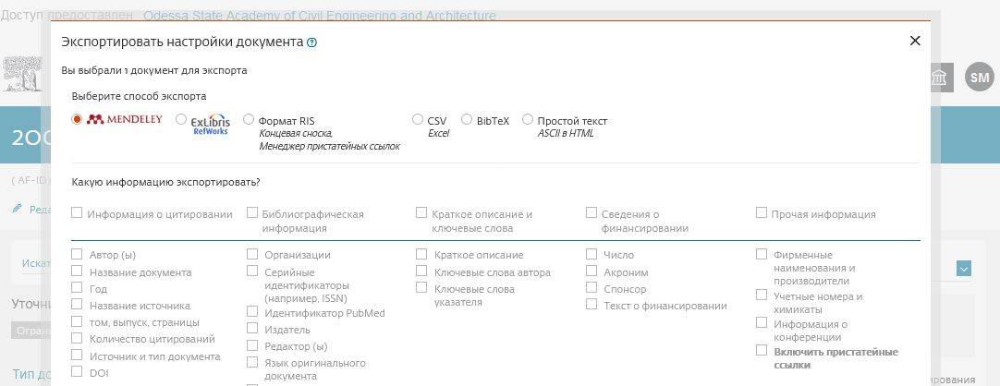 Доступ предоставлен Odessa State Academy of Civil Engineering and Architecture
Экспортировать настройки документа ?
Вы выбрали 1 документ для экспорта
SM
Выберите способ экспорта
MENDELEY
ExLibris
RefWorks
Формат RIS
Концевая сноска,
Менеджер пристатейных ссылок
CSV
Excel
BibTeX
Простой текст
ASCII в HTML
200
( AF-ID
Какую информацию экспортировать?
Реда
Информация о цитировании
Библиографическая
информация
Краткое описание и
ключевые слова
Сведения о
финансировании
Прочая информация
Искат
Уточни
Ограни
Тип до
Автор (ы)
Название документа
Год
Название источника
том, выпуск, страницы
Количество цитирований
Источник и тип документа
DOI
Организации
Серийные
идентификаторы
(например, ISSN)
Идентификатор PubMed
Издатель
Редактор (ы)
Язык оригинального
документа
Краткое описание
Ключевые слова автора
Ключевые слова
указателя
Число
Акроним
Спонсор
Текст о финансировании
Фирменные
наименования и
производители
Учетные номера и
химикаты
Информация о
конференции
Включить пристатейные
ссылки
ирования